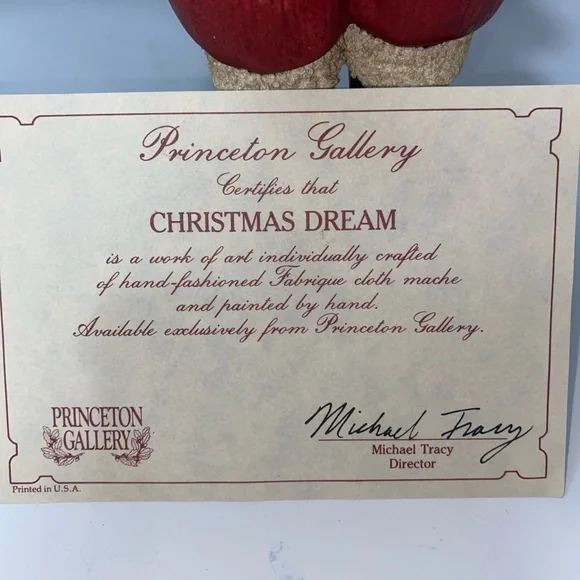 Princeton Gallery
Certifies that
CHRISTMAS DREAM
is a work of art individually crafted
of hand-fashioned Fabrique cloth mache
and painted by hand.
Available exclusively from Princeton Gallery.
PRINCETON
GALLERY
Michael Tracy
Michael Tracy
Director
Printed in U.S.A.